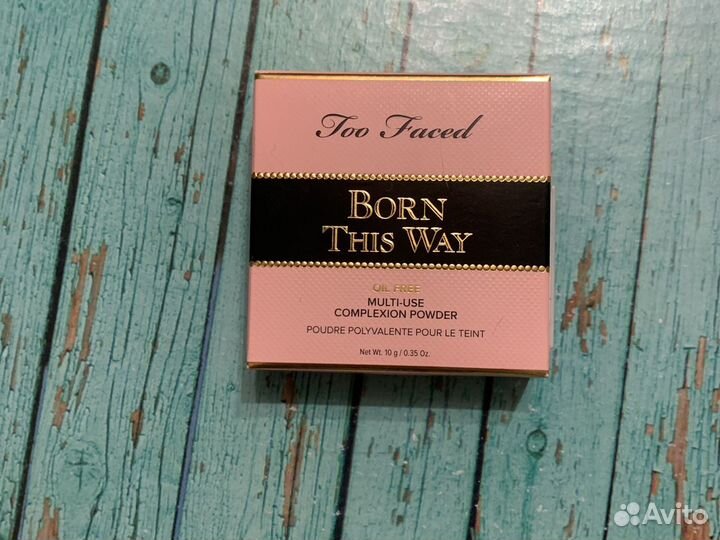 Too Faced
BORN
THIS WAY
OIL FREE
MULTI-USE
COMPLEXION POWDER
POUDRE POLYVALENTE POUR LE TEINT
Net Wt. 10 g / 0.35 Oz.
Avito